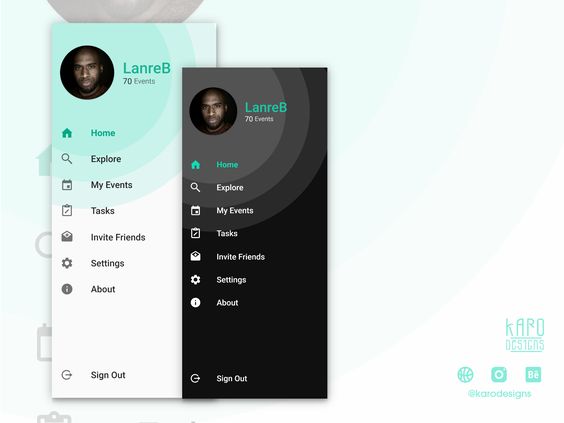 LanreB
70 Events
Home
Explore
My Events
Tasks
Invite Friends
Settings
About
Sign Out
LanreB
70 Events
Home
Explore
My Events
Tasks
Invite Friends
Settings
About
Sign Out
KARO
DESIGNS
Bē
@karodesigns